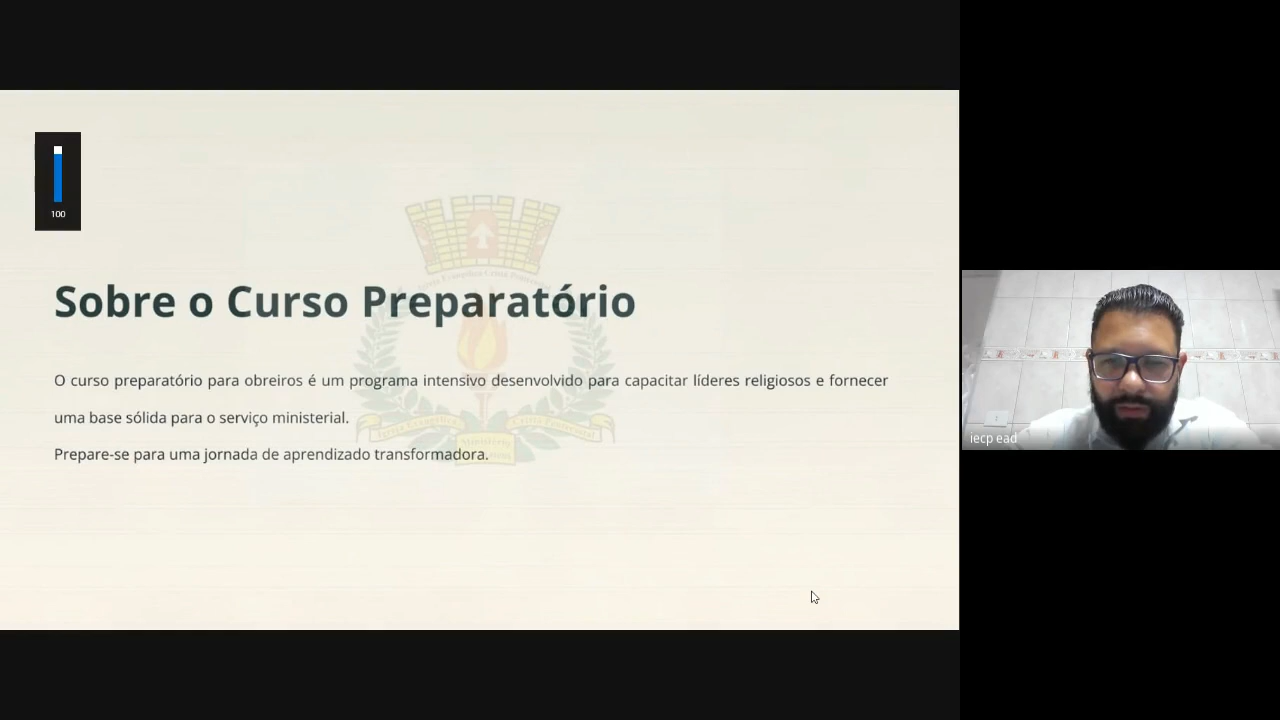 100
Sobre o Curso Preparatório
O curso preparatório para obreiros é um programa intensivo desenvolvido para capacitar líderes religiosos e fornecer
uma base sólida para o serviço ministerial.
Prepare-se para uma jornada de aprendizado transformadora.
iecp ead